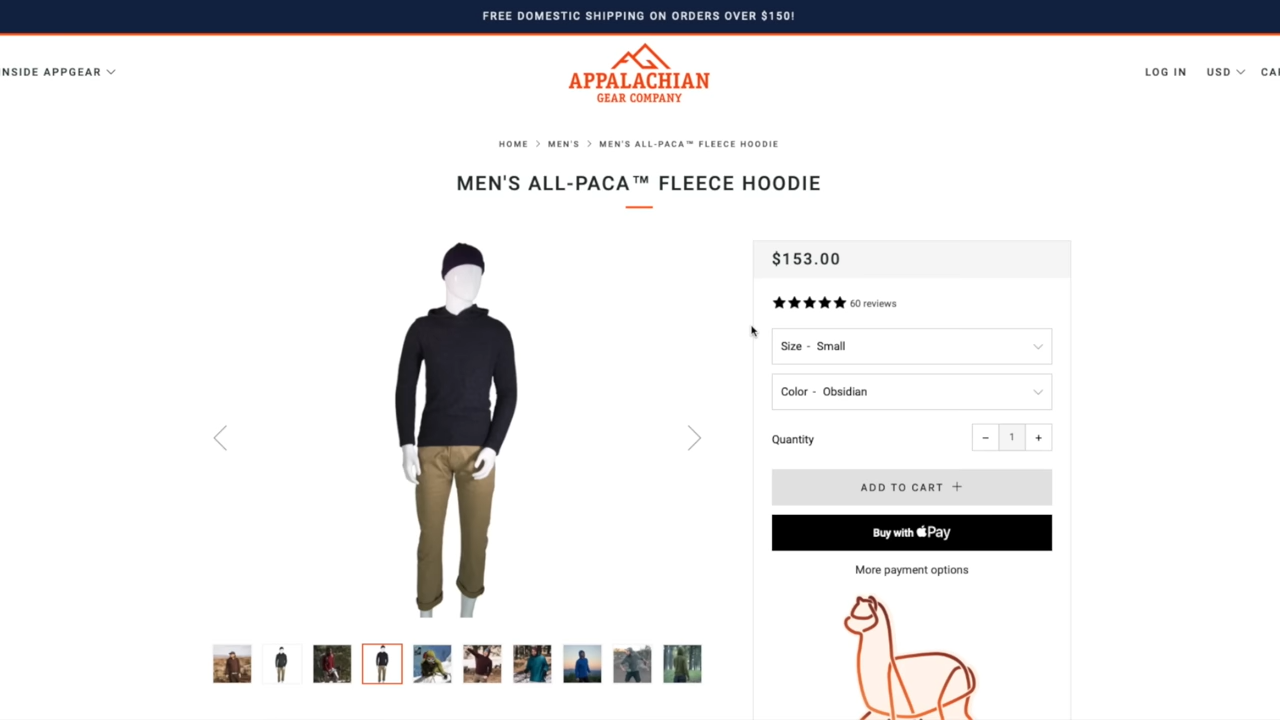 FREE DOMESTIC SHIPPING ON ORDERS OVER $150!
INSIDE APPGEAR
APPALACHIAN
GEAR COMPANY
LOG IN
USD
HOME > MEN'S > MEN'S ALL-PACA™ FLEECE HOODIE
MEN'S ALL-PACA™ FLEECE HOODIE
$153.00
60 reviews
Size - Small
Color - Obsidian
Quantity
− 1 +
ADD TO CART +
Buy with Pay
More payment options